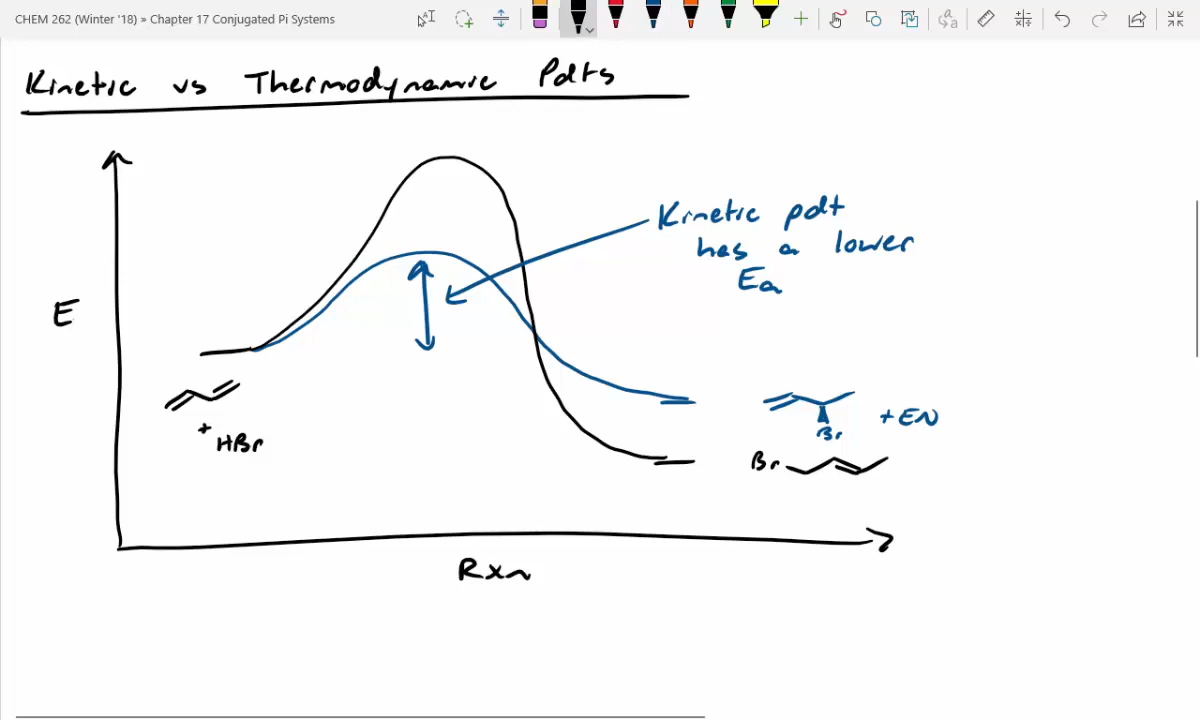 CHEM 262 (Winter '18) » Chapter 17 Conjugated Pi Systems
Kinetic vs Thermodynamic Pdts
Kinetic pdt
has a lower
Ea
E
+
HBr
Br
+ EN
Br
Rxn